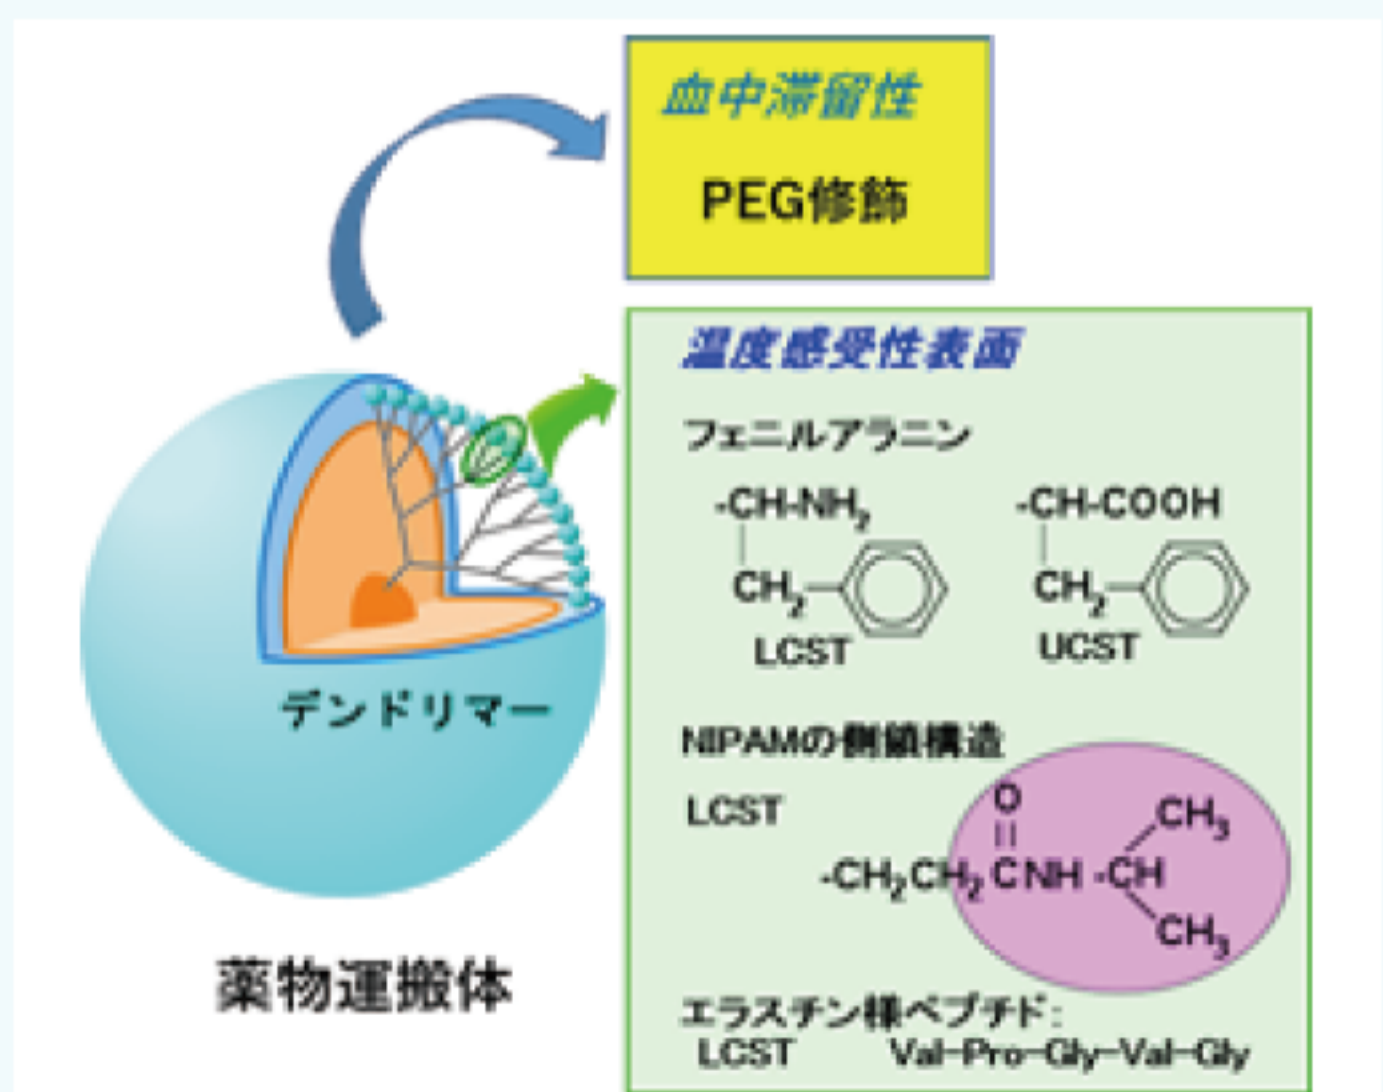 血中滞留性
PEG修飾
温度感受性表面
フェニルアラニン
-CH-NH2
CH2
LCST
-CH-COOH
CH2
UCST
NIPAMの側鎖構造
LCST
O
CH3
-CH2CH2CNH-CH
CH3
エラスチン様ペプチド:
LCST Val-Pro-Gly-Val-Gly
デンドリマー
薬物運搬体